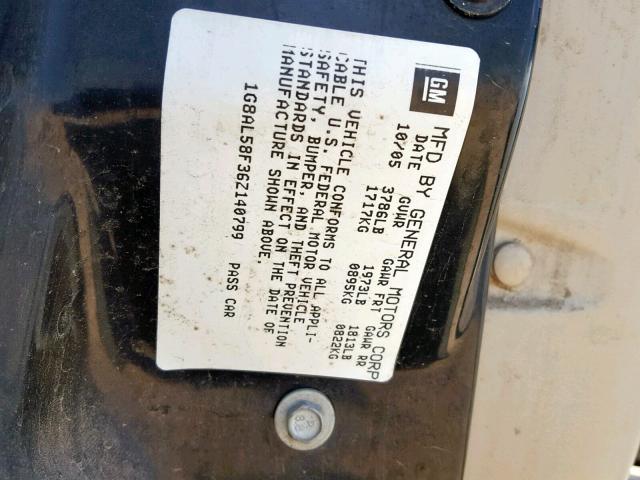 GM
MFD BY GENERAL MOTORS CORP
DATE GVWR GAWR FRT GAWR RR
10/05 3786LB 1973LB 1813LB
1717KG 0895KG 0822KG
THIS VEHICLE CONFORMS TO ALL APPLI-
CABLE U.S. FEDERAL MOTOR VEHICLE
SAFETY, BUMPER, AND THEFT PREVENTION
STANDARDS IN EFFECT ON THE DATE OF
MANUFACTURE SHOWN ABOVE.
1G8AL58F36Z140799 PASS CAR